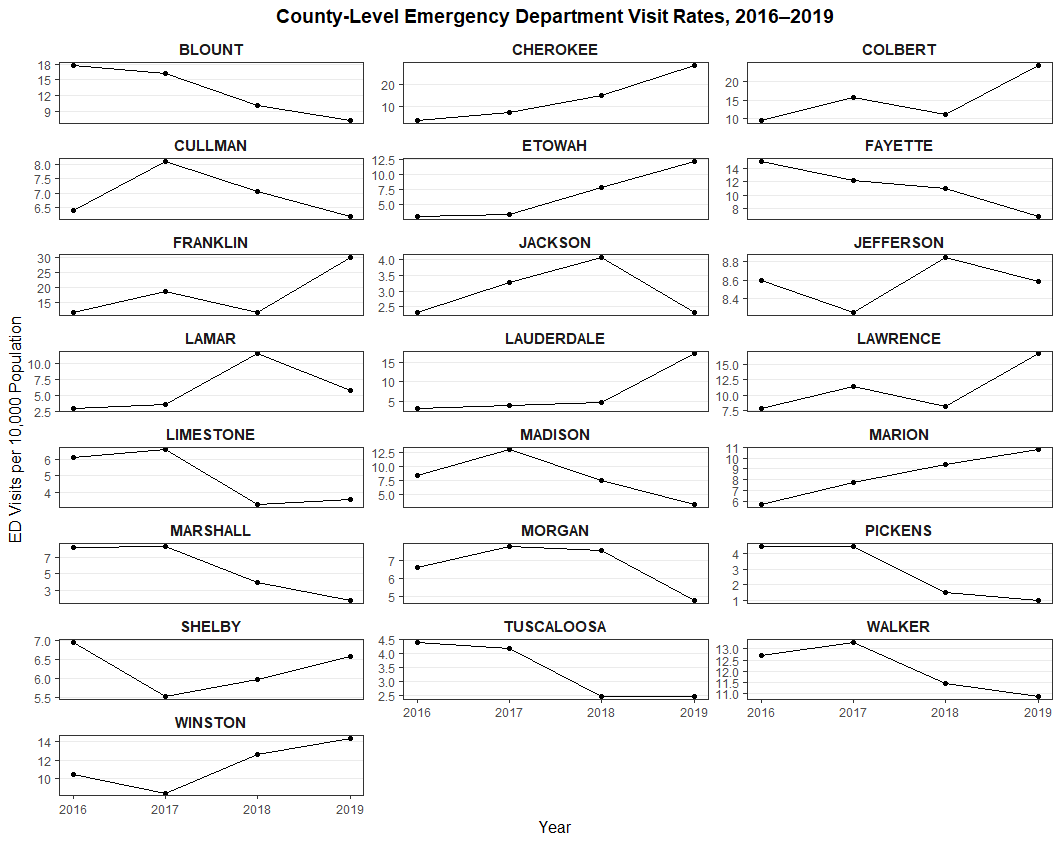 County-Level Emergency Department Visit Rates, 2016–2019
BLOUNT
18
15
12
9
CHEROKEE
20
10
COLBERT
20
15
10
CULLMAN
8.0
7.5
7.0
6.5
ETOWAH
12.5
10.0
7.5
5.0
FAYETTE
14
12
10
8
FRANKLIN
30
25
20
15
JACKSON
4.0
3.5
3.0
2.5
JEFFERSON
8.8
8.6
8.4
LAMAR
10.0
7.5
5.0
2.5
LAUDERDALE
15
10
5
LAWRENCE
15.0
12.5
10.0
7.5
LIMESTONE
6
5
4
MADISON
12.5
10.0
7.5
5.0
MARION
11
10
9
8
7
6
MARSHALL
7
5
3
MORGAN
7
6
5
PICKENS
4
3
2
1
SHELBY
7.0
6.5
6.0
5.5
TUSCALOOSA
4.5
4.0
3.5
3.0
2.5
2016 2017 2018 2019
WALKER
13.0
12.5
12.0
11.5
11.0
2016 2017 2018 2019
WINSTON
14
12
10
2016 2017 2018 2019
ED Visits per 10,000 Population
Year